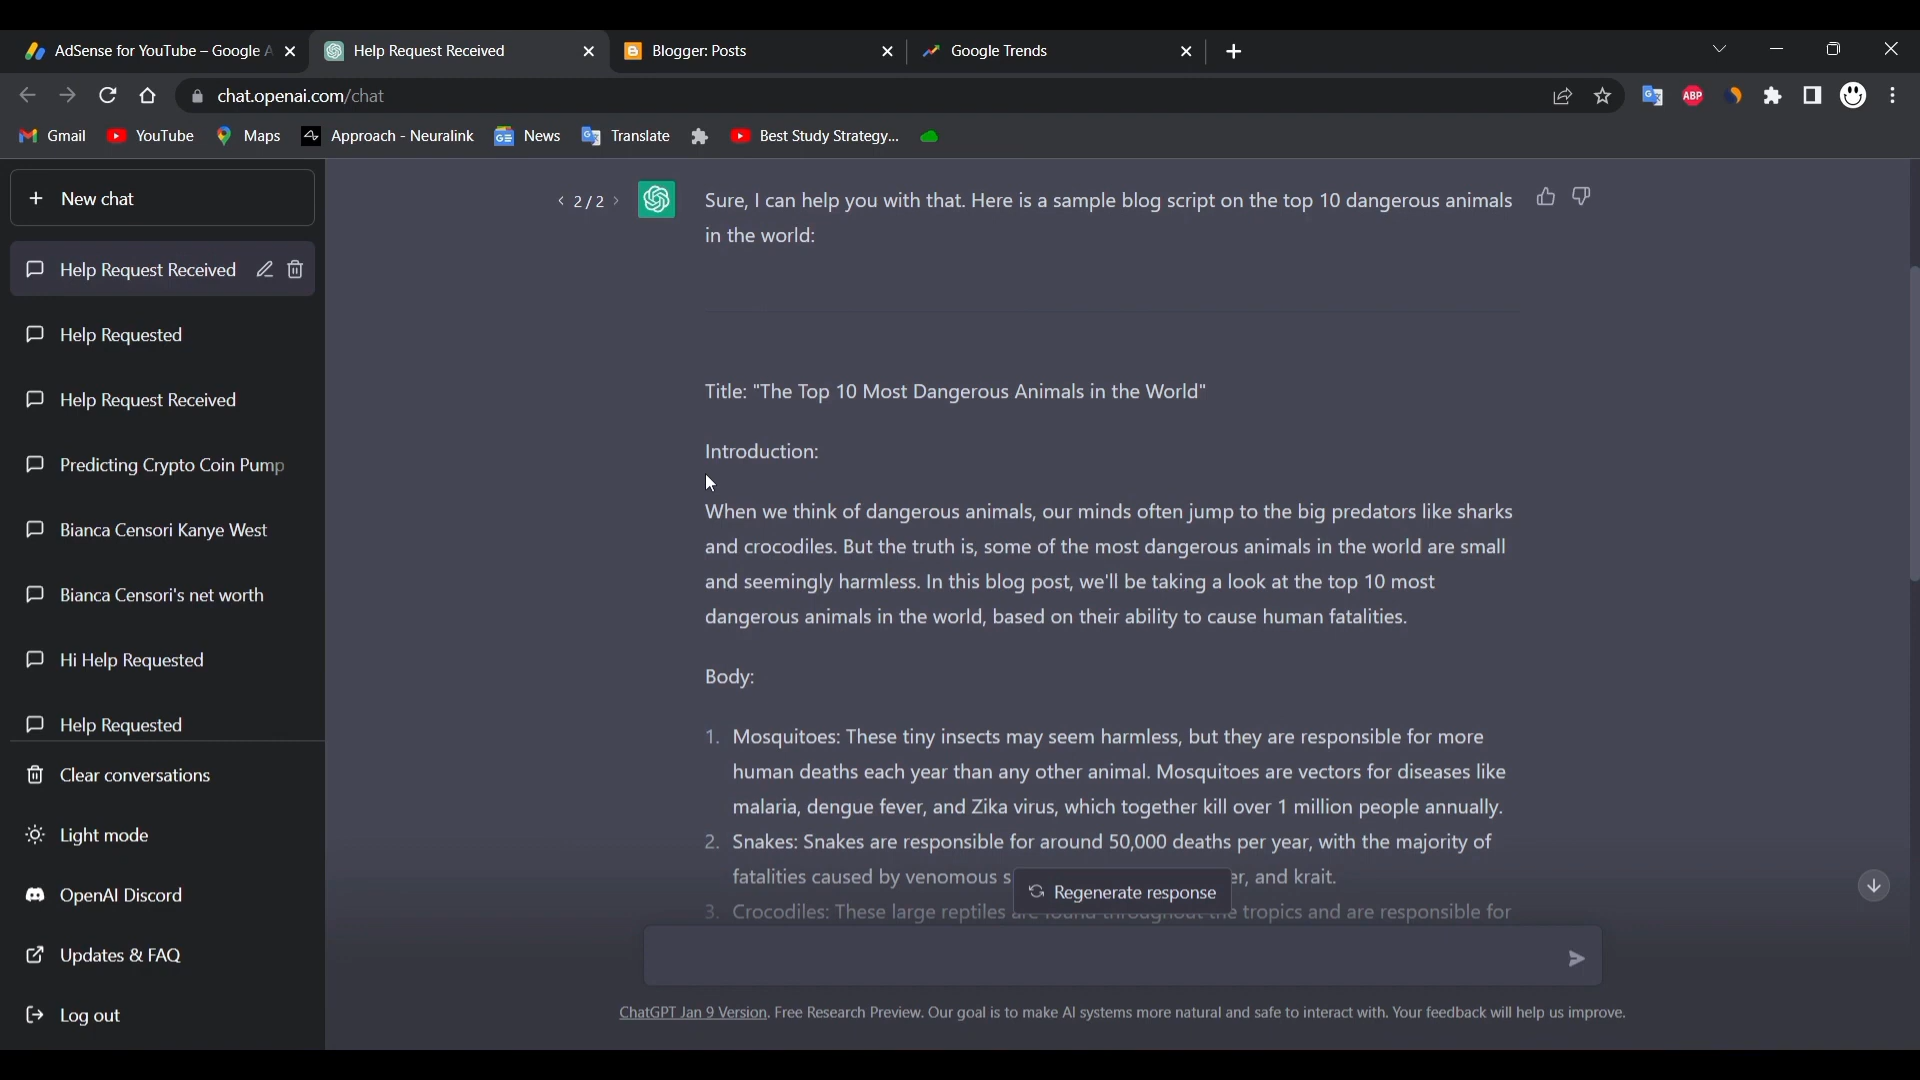 AdSense for YouTube – Google A
Help Request Received
Blogger: Posts
Google Trends
chat.openai.com/chat
ABP
Gmail
YouTube
Maps
Approach - Neuralink
News
Translate
Best Study Strategy...
New chat
Help Request Received
Help Requested
Help Request Received
Predicting Crypto Coin Pump
Bianca Censori Kanye West
Bianca Censori's net worth
Hi Help Requested
Help Requested
Clear conversations
Light mode
OpenAI Discord
Updates & FAQ
Log out
< 2 / 2 >
Sure, I can help you with that. Here is a sample blog script on the top 10 dangerous animals
in the world:
Title: "The Top 10 Most Dangerous Animals in the World"
Introduction:
When we think of dangerous animals, our minds often jump to the big predators like sharks
and crocodiles. But the truth is, some of the most dangerous animals in the world are small
and seemingly harmless. In this blog post, we'll be taking a look at the top 10 most
dangerous animals in the world, based on their ability to cause human fatalities.
Body:
1. Mosquitoes: These tiny insects may seem harmless, but they are responsible for more
human deaths each year than any other animal. Mosquitoes are vectors for diseases like
malaria, dengue fever, and Zika virus, which together kill over 1 million people annually.
2. Snakes: Snakes are responsible for around 50,000 deaths per year, with the majority of
fatalities caused by venomous s er, and krait.
Regenerate response
3. Crocodiles: These large reptiles are found throughout the tropics and are responsible for
ChatGPT Jan 9 Version. Free Research Preview. Our goal is to make AI systems more natural and safe to interact with. Your feedback will help us improve.